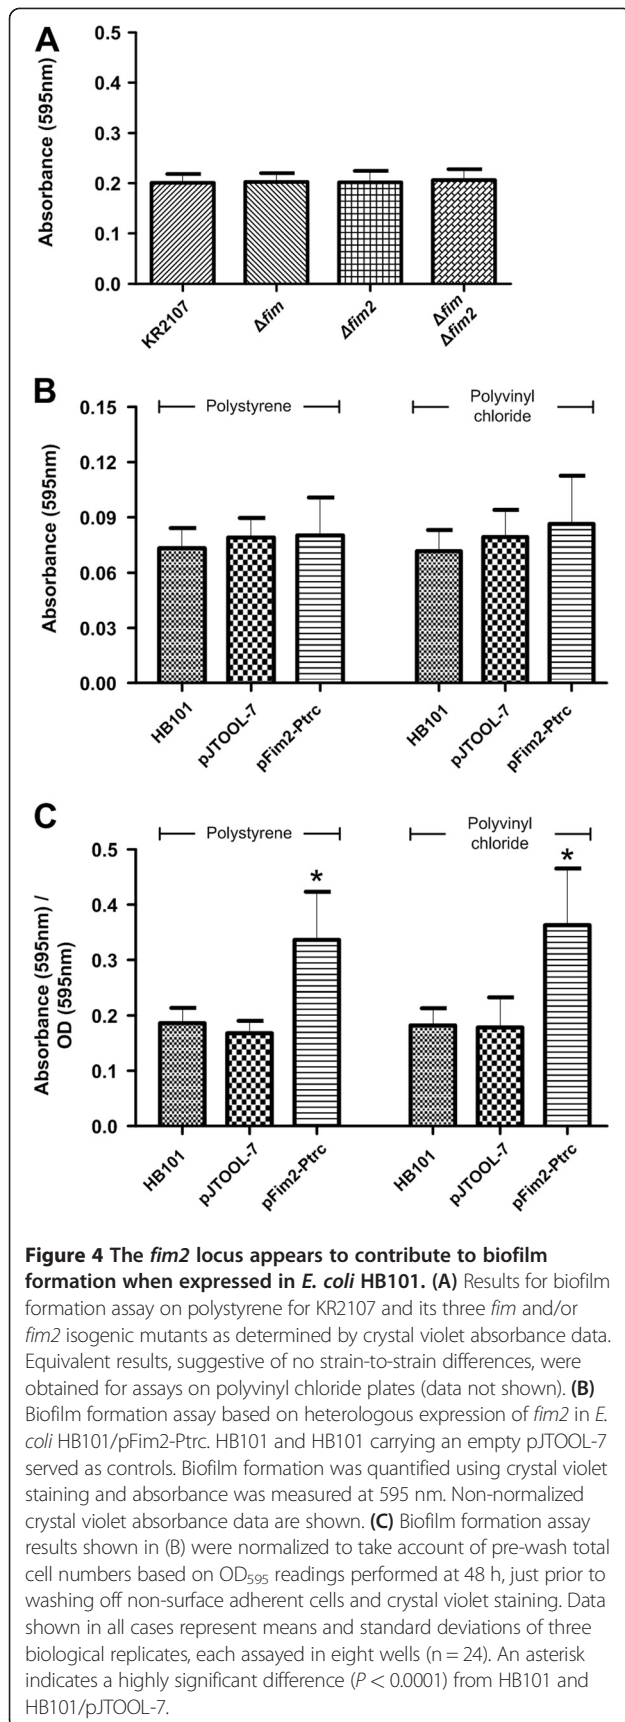 A
Absorbance (595nm)
0.5
0.4
0.3
0.2
0.1
0.0
KR2107
Δfim
Δfim2
Δfim
Δfim2
B
Polystyrene
Polyvinyl
chloride
Absorbance (595nm)
0.15
0.12
0.09
0.06
0.03
0.00
HB101
pJTOOL-7
pFim2-Ptrc
HB101
pJTOOL-7
pFim2-Ptrc
C
Polystyrene
Polyvinyl
chloride
Absorbance (595nm) /
OD (595nm)
0.5
0.4
0.3
0.2
0.1
0.0
*
*
HB101
pJTOOL-7
pFim2-Ptrc
HB101
pJTOOL-7
pFim2-Ptrc
Figure 4 The fim2 locus appears to contribute to biofilm
formation when expressed in E. coli HB101. (A) Results for biofilm
formation assay on polystyrene for KR2107 and its three fim and/or
fim2 isogenic mutants as determined by crystal violet absorbance data.
Equivalent results, suggestive of no strain-to-strain differences, were
obtained for assays on polyvinyl chloride plates (data not shown). (B)
Biofilm formation assay based on heterologous expression of fim2 in E.
coli HB101/pFim2-Ptrc. HB101 and HB101 carrying an empty pJTOOL-7
served as controls. Biofilm formation was quantified using crystal violet
staining and absorbance was measured at 595 nm. Non-normalized
crystal violet absorbance data are shown. (C) Biofilm formation assay
results shown in (B) were normalized to take account of pre-wash total
cell numbers based on OD₅₉₅ readings performed at 48 h, just prior to
washing off non-surface adherent cells and crystal violet staining. Data
shown in all cases represent means and standard deviations of three
biological replicates, each assayed in eight wells (n = 24). An asterisk
indicates a highly significant difference (P < 0.0001) from HB101 and
HB101/pJTOOL-7.